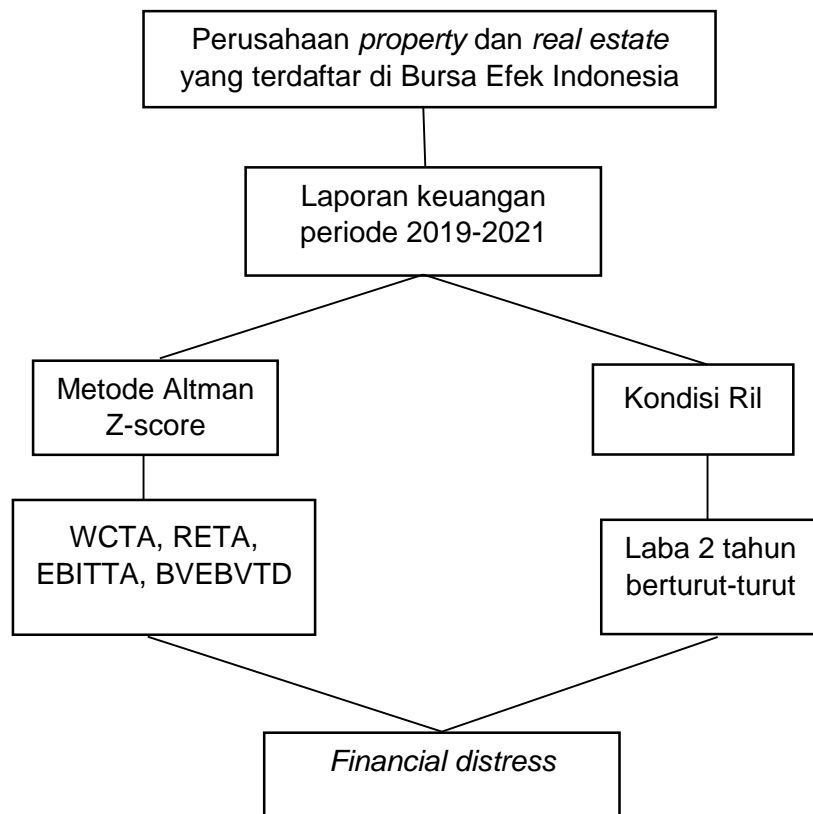 Perusahaan property dan real estate
yang terdaftar di Bursa Efek Indonesia
Laporan keuangan
periode 2019-2021
Metode Altman
Z-score
Kondisi Ril
WCTA, RETA,
EBITTA, BVEBVTD
Laba 2 tahun
berturut-turut
Financial distress